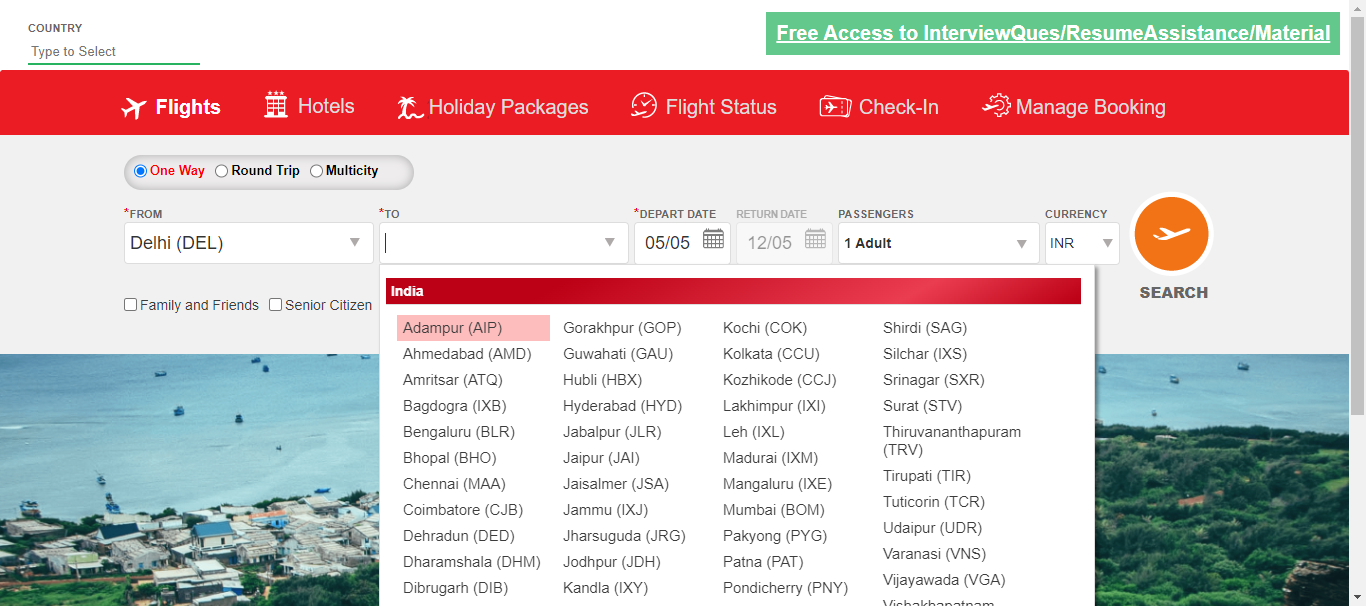 COUNTRY
Type to Select
Free Access to InterviewQues/ResumeAssistance/Material
Flights
Hotels
Holiday Packages
Flight Status
Check-In
Manage Booking
One Way
Round Trip
Multicity
*FROM
*TO
*DEPART DATE
RETURN DATE
PASSENGERS
CURRENCY
Delhi (DEL)
05/05
12/05
1 Adult
INR
SEARCH
Family and Friends
Senior Citizen
India
Adampur (AIP)
Ahmedabad (AMD)
Amritsar (ATQ)
Bagdogra (IXB)
Bengaluru (BLR)
Bhopal (BHO)
Chennai (MAA)
Coimbatore (CJB)
Dehradun (DED)
Dharamshala (DHM)
Dibrugarh (DIB)
Gorakhpur (GOP)
Guwahati (GAU)
Hubli (HBX)
Hyderabad (HYD)
Jabalpur (JLR)
Jaipur (JAI)
Jaisalmer (JSA)
Jammu (IXJ)
Jharsuguda (JRG)
Jodhpur (JDH)
Kandla (IXY)
Kochi (COK)
Kolkata (CCU)
Kozhikode (CCJ)
Lakhimpur (IXI)
Leh (IXL)
Madurai (IXM)
Mangaluru (IXE)
Mumbai (BOM)
Pakyong (PYG)
Patna (PAT)
Pondicherry (PNY)
Shirdi (SAG)
Silchar (IXS)
Srinagar (SXR)
Surat (STV)
Thiruvananthapuram
(TRV)
Tirupati (TIR)
Tuticorin (TCR)
Udaipur (UDR)
Varanasi (VNS)
Vijayawada (VGA)
Vishakhapatnam